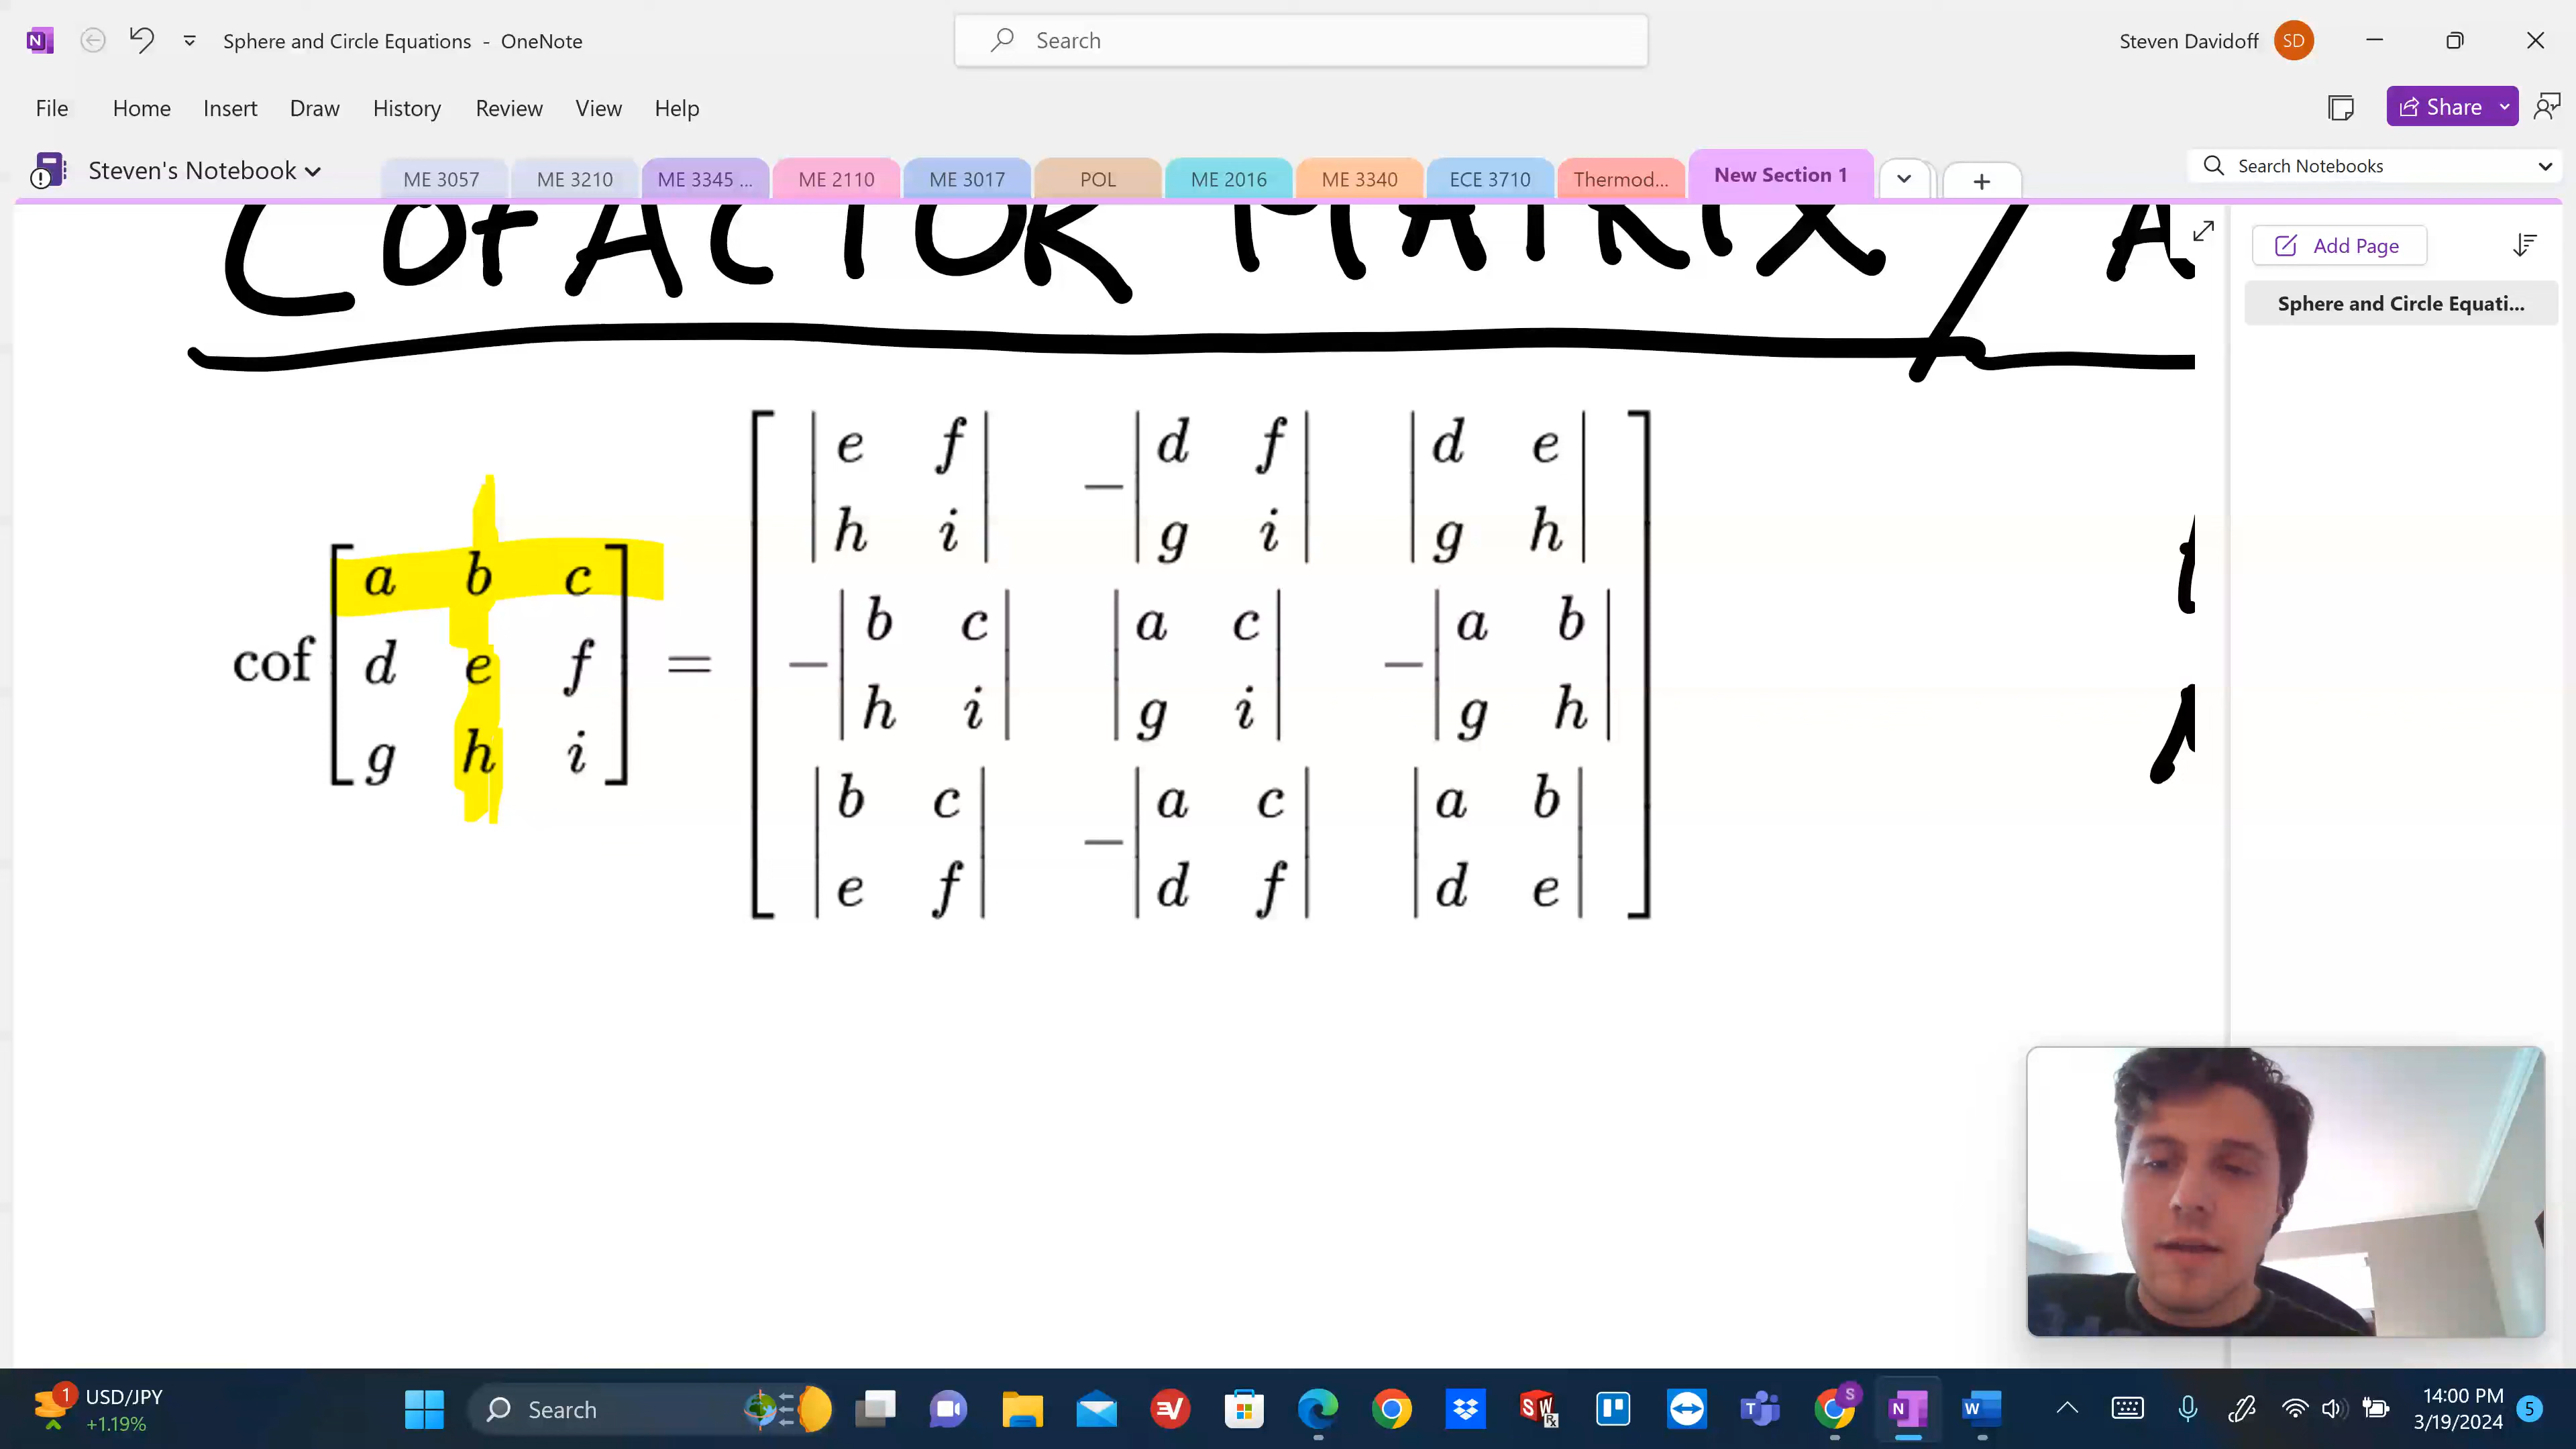 Sphere and Circle Equations - OneNote
Search
Steven Davidoff SD
File Home Insert Draw History Review View Help
Share
Steven's Notebook
ME 3057 ME 3210 ME 3345 ... ME 2110 ME 3017 POL ME 2016 ME 3340 ECE 3710 Thermod... New Section 1
Search Notebooks
Add Page
Sphere and Circle Equati...
COFACTOR MATRIX / A
e f d f d e
h i − g i g h
a b c
b c a c a b
cof d e f = − −
h i g i g h
g h i
b c a c a b
−
e f d f d e
1 USD/JPY
+1.19%
Search
14:00 PM
3/19/2024 5